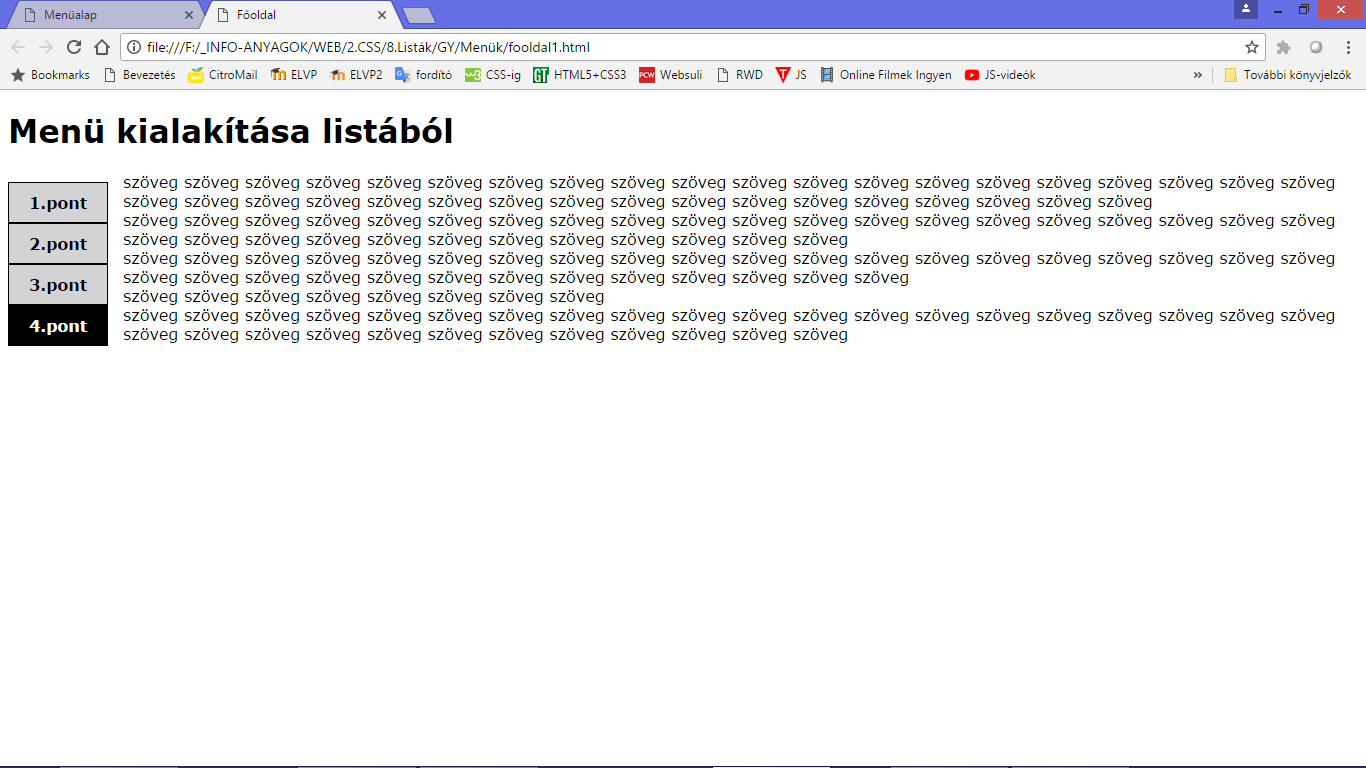 Menüalap
Főoldal
file:///F:/_INFO-ANYAGOK/WEB/2.CSS/8.Listák/GY/Menük/fooldal1.html
Bookmarks Bevezetés CitroMail ELVP ELVP2 fordító CSS-ig HTML5+CSS3 Websuli RWD JS Online Filmek Ingyen JS-videók » További könyvjelzők
Menü kialakítása listából
1.pont
2.pont
3.pont
4.pont
szöveg szöveg szöveg szöveg szöveg szöveg szöveg szöveg szöveg szöveg szöveg szöveg szöveg szöveg szöveg szöveg szöveg szöveg szöveg szöveg
szöveg szöveg szöveg szöveg szöveg szöveg szöveg szöveg szöveg szöveg szöveg szöveg szöveg szöveg szöveg szöveg szöveg
szöveg szöveg szöveg szöveg szöveg szöveg szöveg szöveg szöveg szöveg szöveg szöveg szöveg szöveg szöveg szöveg szöveg szöveg szöveg szöveg
szöveg szöveg szöveg szöveg szöveg szöveg szöveg szöveg szöveg szöveg szöveg szöveg
szöveg szöveg szöveg szöveg szöveg szöveg szöveg szöveg szöveg szöveg szöveg szöveg szöveg szöveg szöveg szöveg szöveg szöveg szöveg szöveg
szöveg szöveg szöveg szöveg szöveg szöveg szöveg szöveg szöveg szöveg szöveg szöveg szöveg
szöveg szöveg szöveg szöveg szöveg szöveg szöveg szöveg
szöveg szöveg szöveg szöveg szöveg szöveg szöveg szöveg szöveg szöveg szöveg szöveg szöveg szöveg szöveg szöveg szöveg szöveg szöveg szöveg
szöveg szöveg szöveg szöveg szöveg szöveg szöveg szöveg szöveg szöveg szöveg szöveg